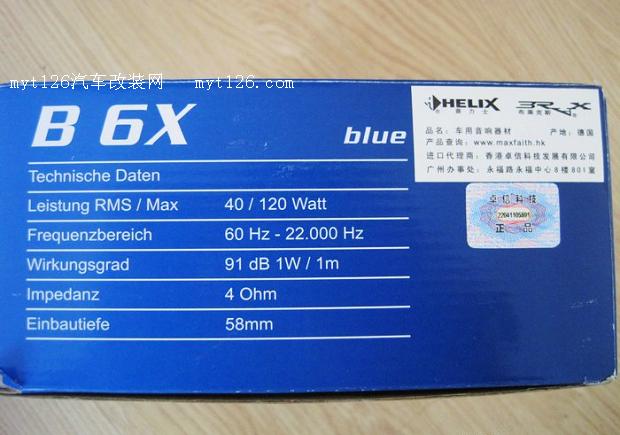 myt126汽车改装网 myt126.com
B 6X
blue
Technische Daten
Leistung RMS / Max 40 / 120 Watt
Frequenzbereich 60 Hz - 22.000 Hz
Wirkungsgrad 91 dB 1W / 1m
Impedanz 4 Ohm
Einbautiefe 58mm
HELIX
品名: 车用音响器材 产地: 德国
产品查询: www.maxfaith.hk
进口代理商: 香港卓信科技发展有限公司
广州办事处: 永福路永福中心8楼801室
卓信科技
22041105891
正品